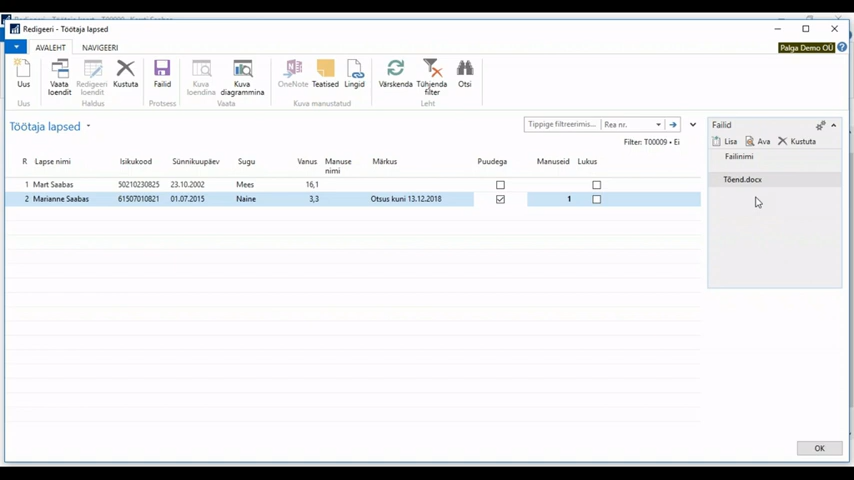 Redigeeri - Töötaja lapsed
AVALEHT NAVIGEERI
Palga Demo OÜ
Uus
Vaata loendit
Redigeeri loendit
Kustuta
Failid
Kuva loendina
Kuva diagrammina
OneNote
Teatised
Lingid
Värskenda
Tühjenda filter
Otsi
Uus
Haldus
Protsess
Vaata
Kuva manustatud
Leht
Töötaja lapsed
Tippige filtreerimis...
Rea nr.
Filter: T00009 • Ei
R Lapse nimi Isikukood Sünnikuupäev Sugu Vanus Manuse nimi Märkus Puudega Manuseid Lukus
1 Mart Saabas 50210230825 23.10.2002 Mees 16,1
2 Marianne Saabas 61507010821 01.07.2015 Naine 3,3 Otsus kuni 13.12.2018 1
Failid
Lisa Ava Kustuta
Failinimi
Tõend.docx
OK